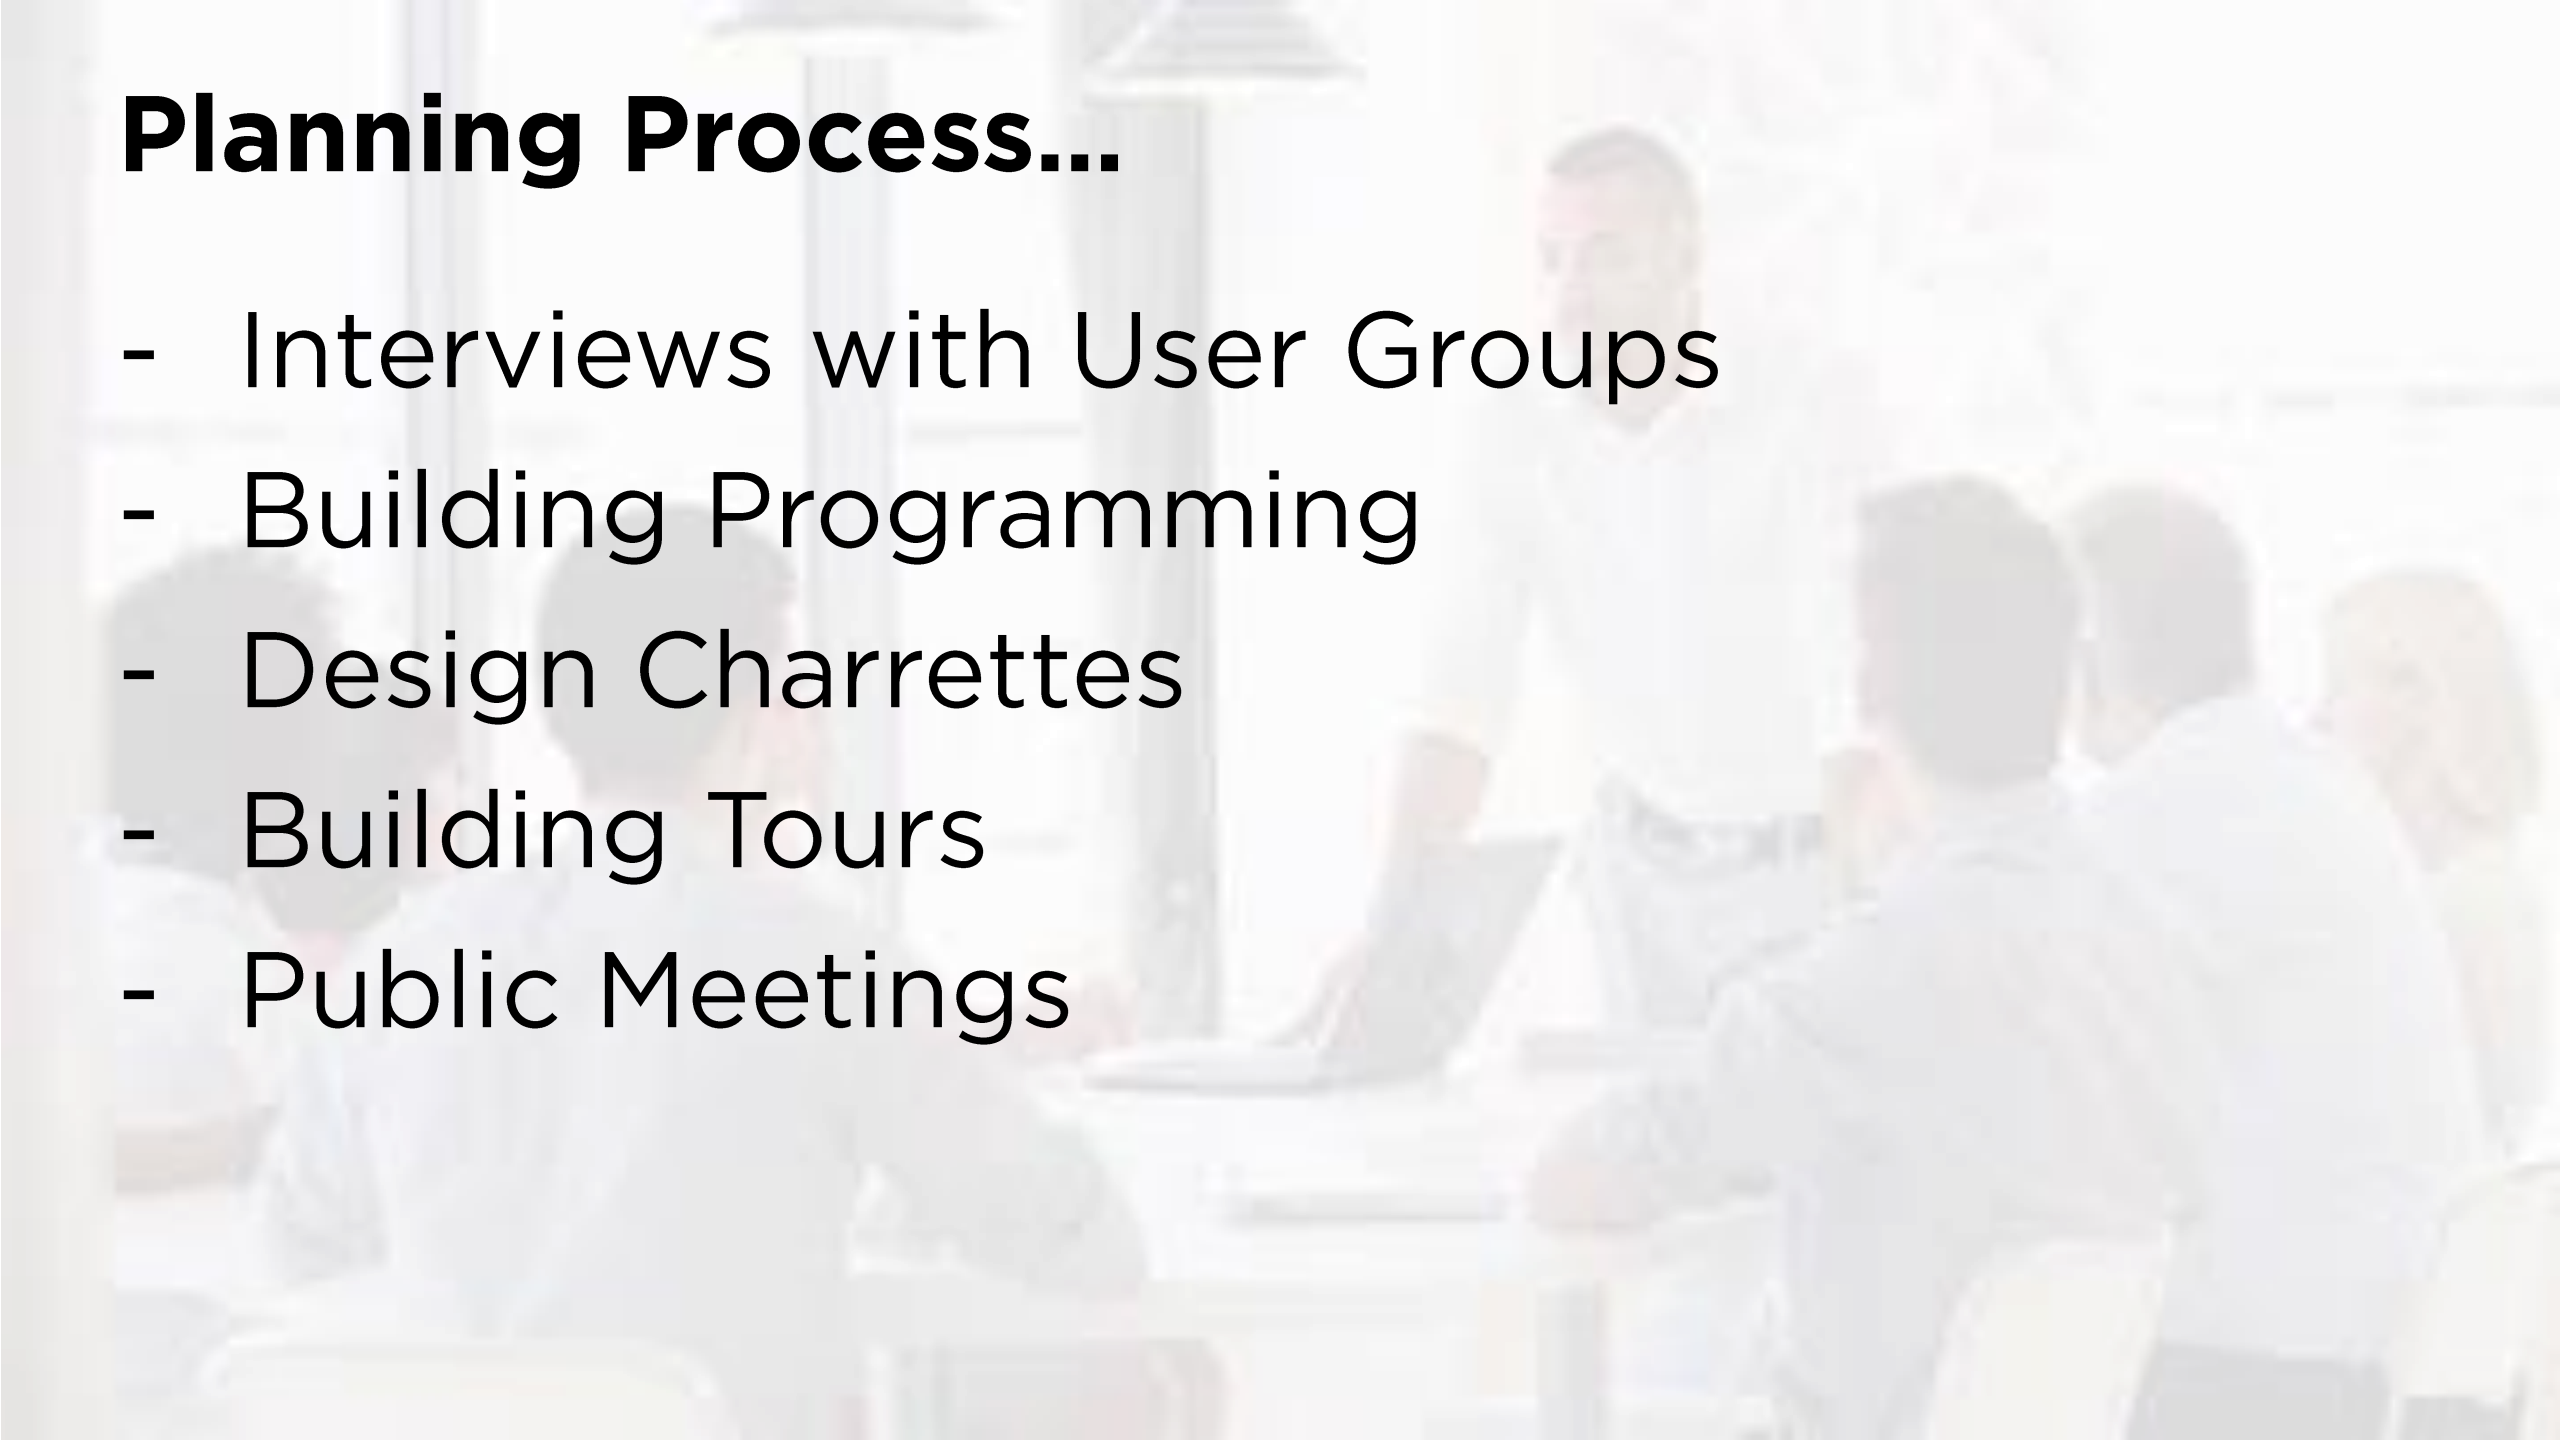 Planning Process...
- Interviews with User Groups
- Building Programming
- Design Charrettes
- Building Tours
- Public Meetings